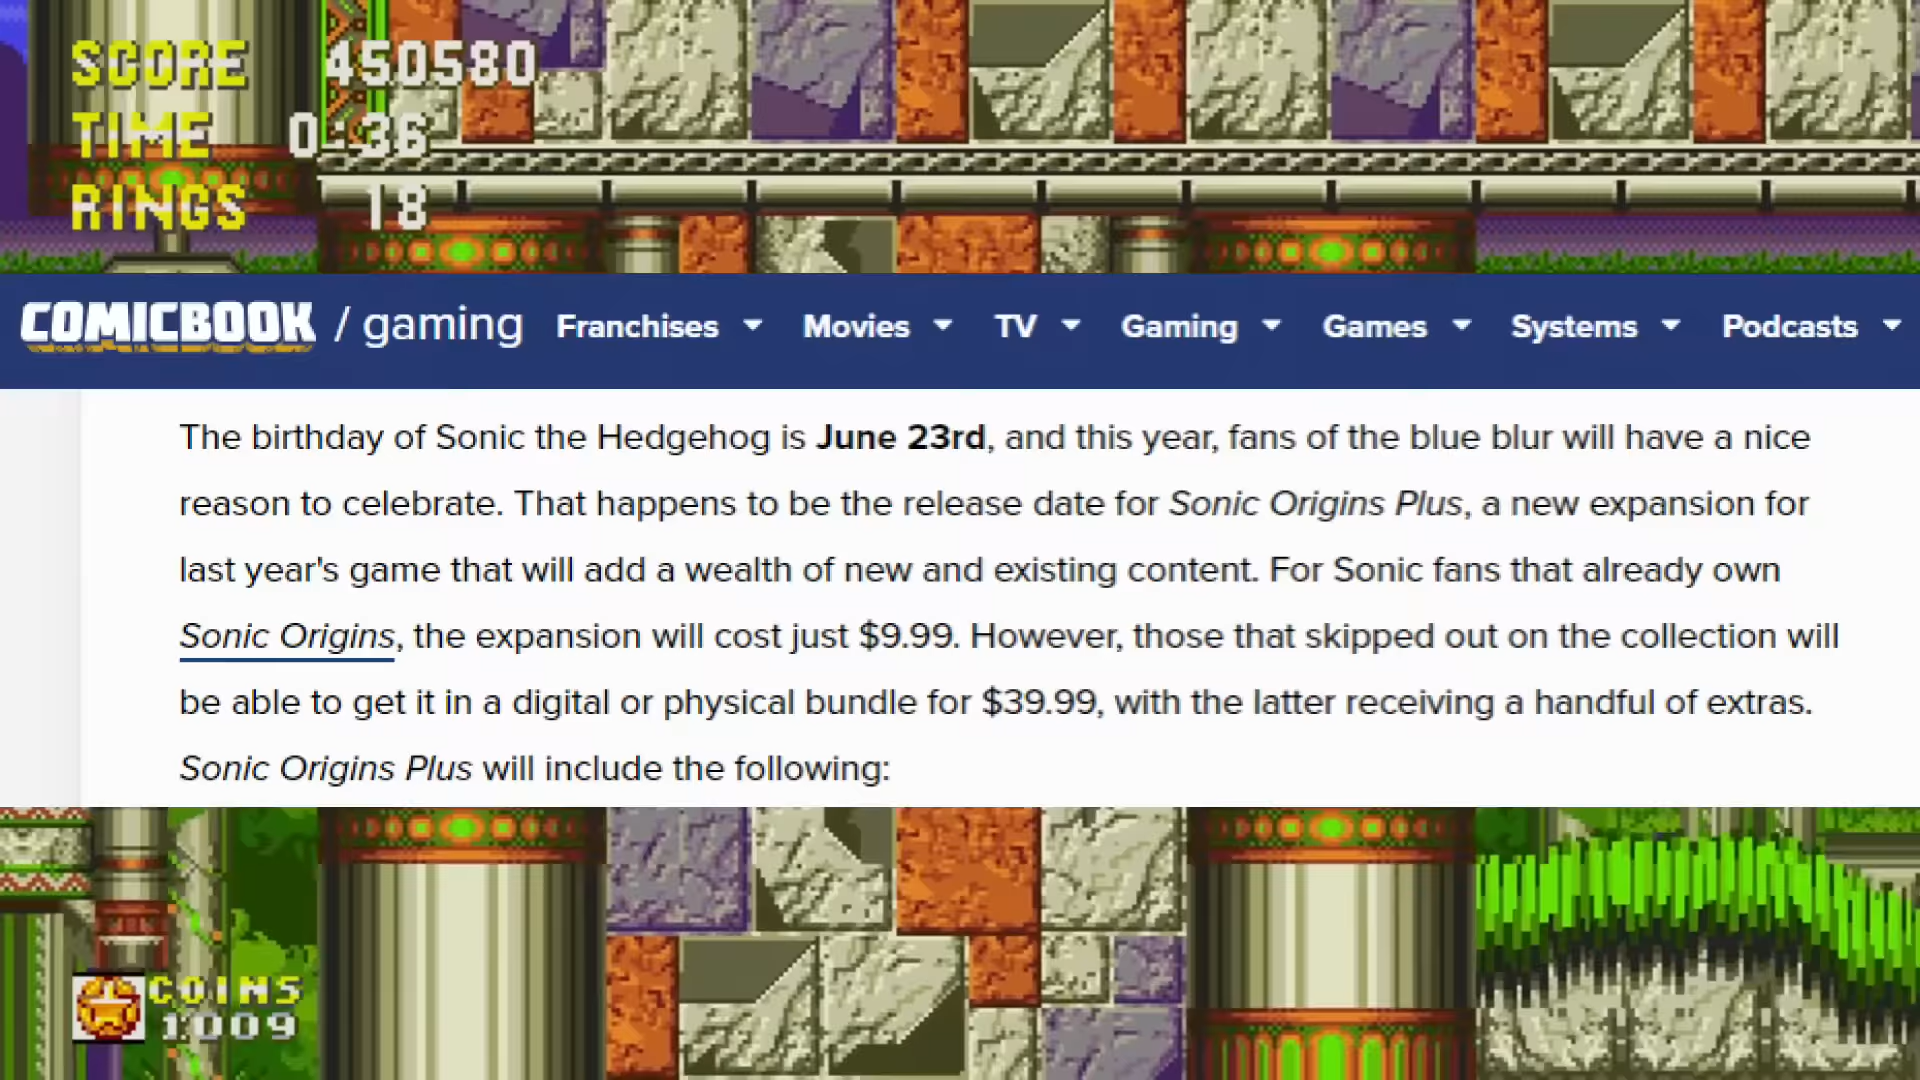 SCORE 450580
TIME 0:36
RINGS 18
COMICBOOK / gaming Franchises Movies TV Gaming Games Systems Podcasts
The birthday of Sonic the Hedgehog is June 23rd, and this year, fans of the blue blur will have a nice
reason to celebrate. That happens to be the release date for Sonic Origins Plus, a new expansion for
last year's game that will add a wealth of new and existing content. For Sonic fans that already own
Sonic Origins, the expansion will cost just $9.99. However, those that skipped out on the collection will
be able to get it in a digital or physical bundle for $39.99, with the latter receiving a handful of extras.
Sonic Origins Plus will include the following:
COINS
1009